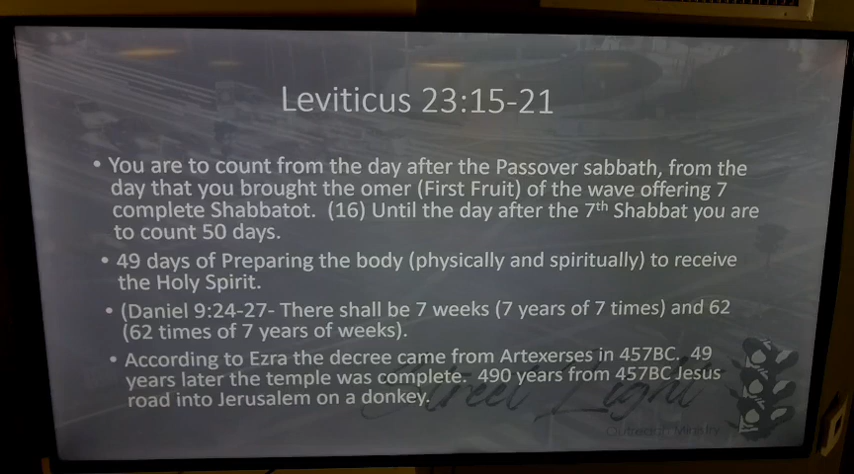 Leviticus 23:15-21
• You are to count from the day after the Passover sabbath, from the
day that you brought the omer (First Fruit) of the wave offering 7
complete Shabbatot. (16) Until the day after the 7th Shabbat you are
to count 50 days.
• 49 days of Preparing the body (physically and spiritually) to receive
the Holy Spirit.
• (Daniel 9:24-27- There shall be 7 weeks (7 years of 7 times) and 62
(62 times of 7 years of weeks).
• According to Ezra the decree came from Artexerses in 457BC. 49
years later the temple was complete. 490 years from 457BC Jesus
road into Jerusalem on a donkey.
Street Light
Outreach Ministry